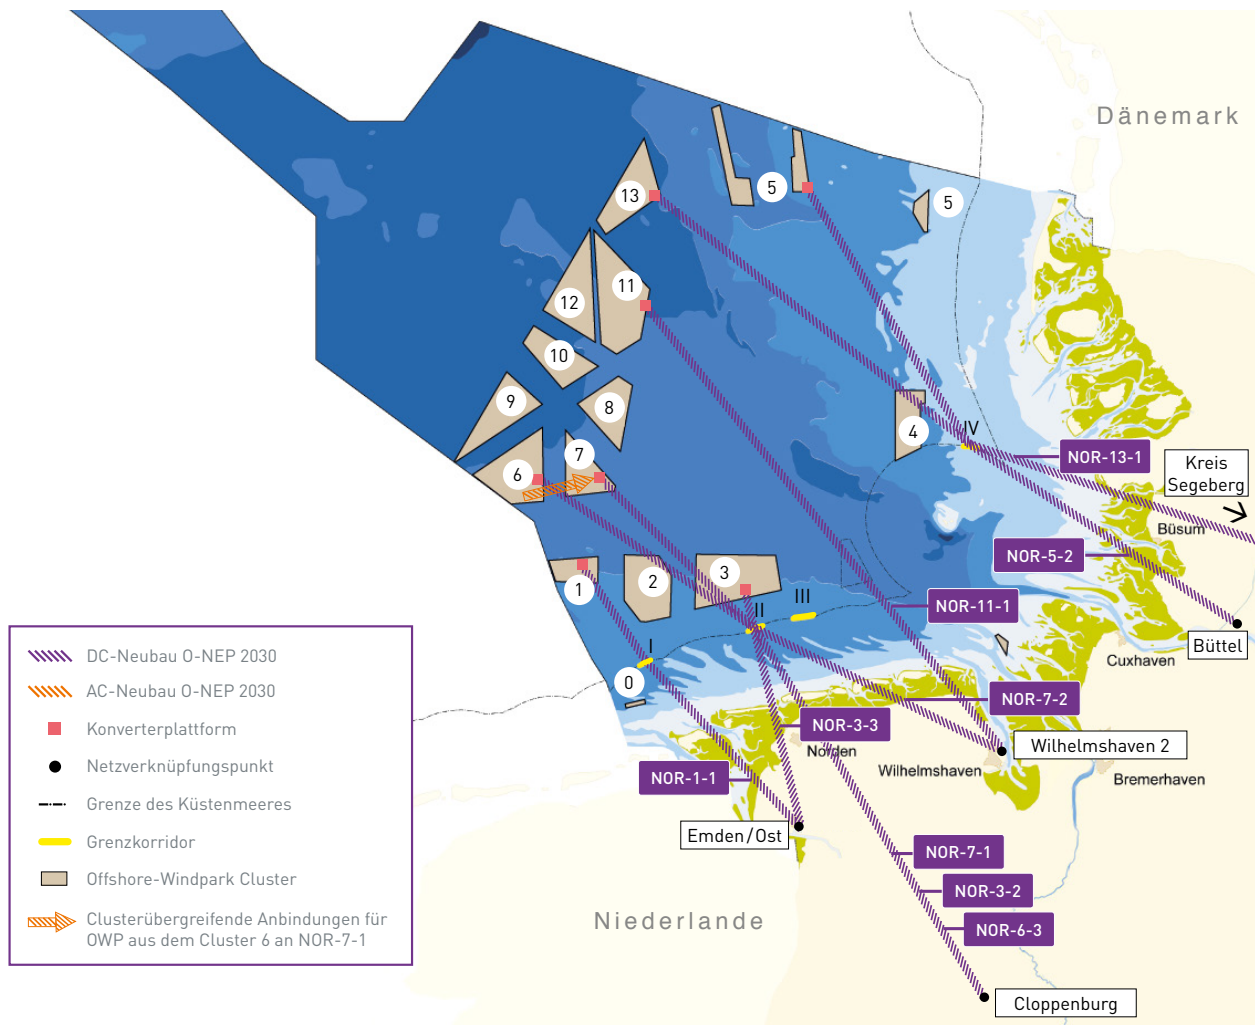 Dänemark
13
5
5
11
12
10
9
8
7
6
4
IV
NOR-13-1
Kreis
Segeberg
Büsum
NOR-5-2
1
2
3
III
II
I
0
NOR-11-1
Cuxhaven
Büttel
NOR-7-2
NOR-3-3
Norden
Wilhelmshaven 2
Wilhelmshaven
Bremerhaven
NOR-1-1
Emden/Ost
NOR-7-1
NOR-3-2
NOR-6-3
Niederlande
Cloppenburg
DC-Neubau O-NEP 2030
AC-Neubau O-NEP 2030
Konverterplattform
Netzverknüpfungspunkt
Grenze des Küstenmeeres
Grenzkorridor
Offshore-Windpark Cluster
Clusterübergreifende Anbindungen für
OWP aus dem Cluster 6 an NOR-7-1